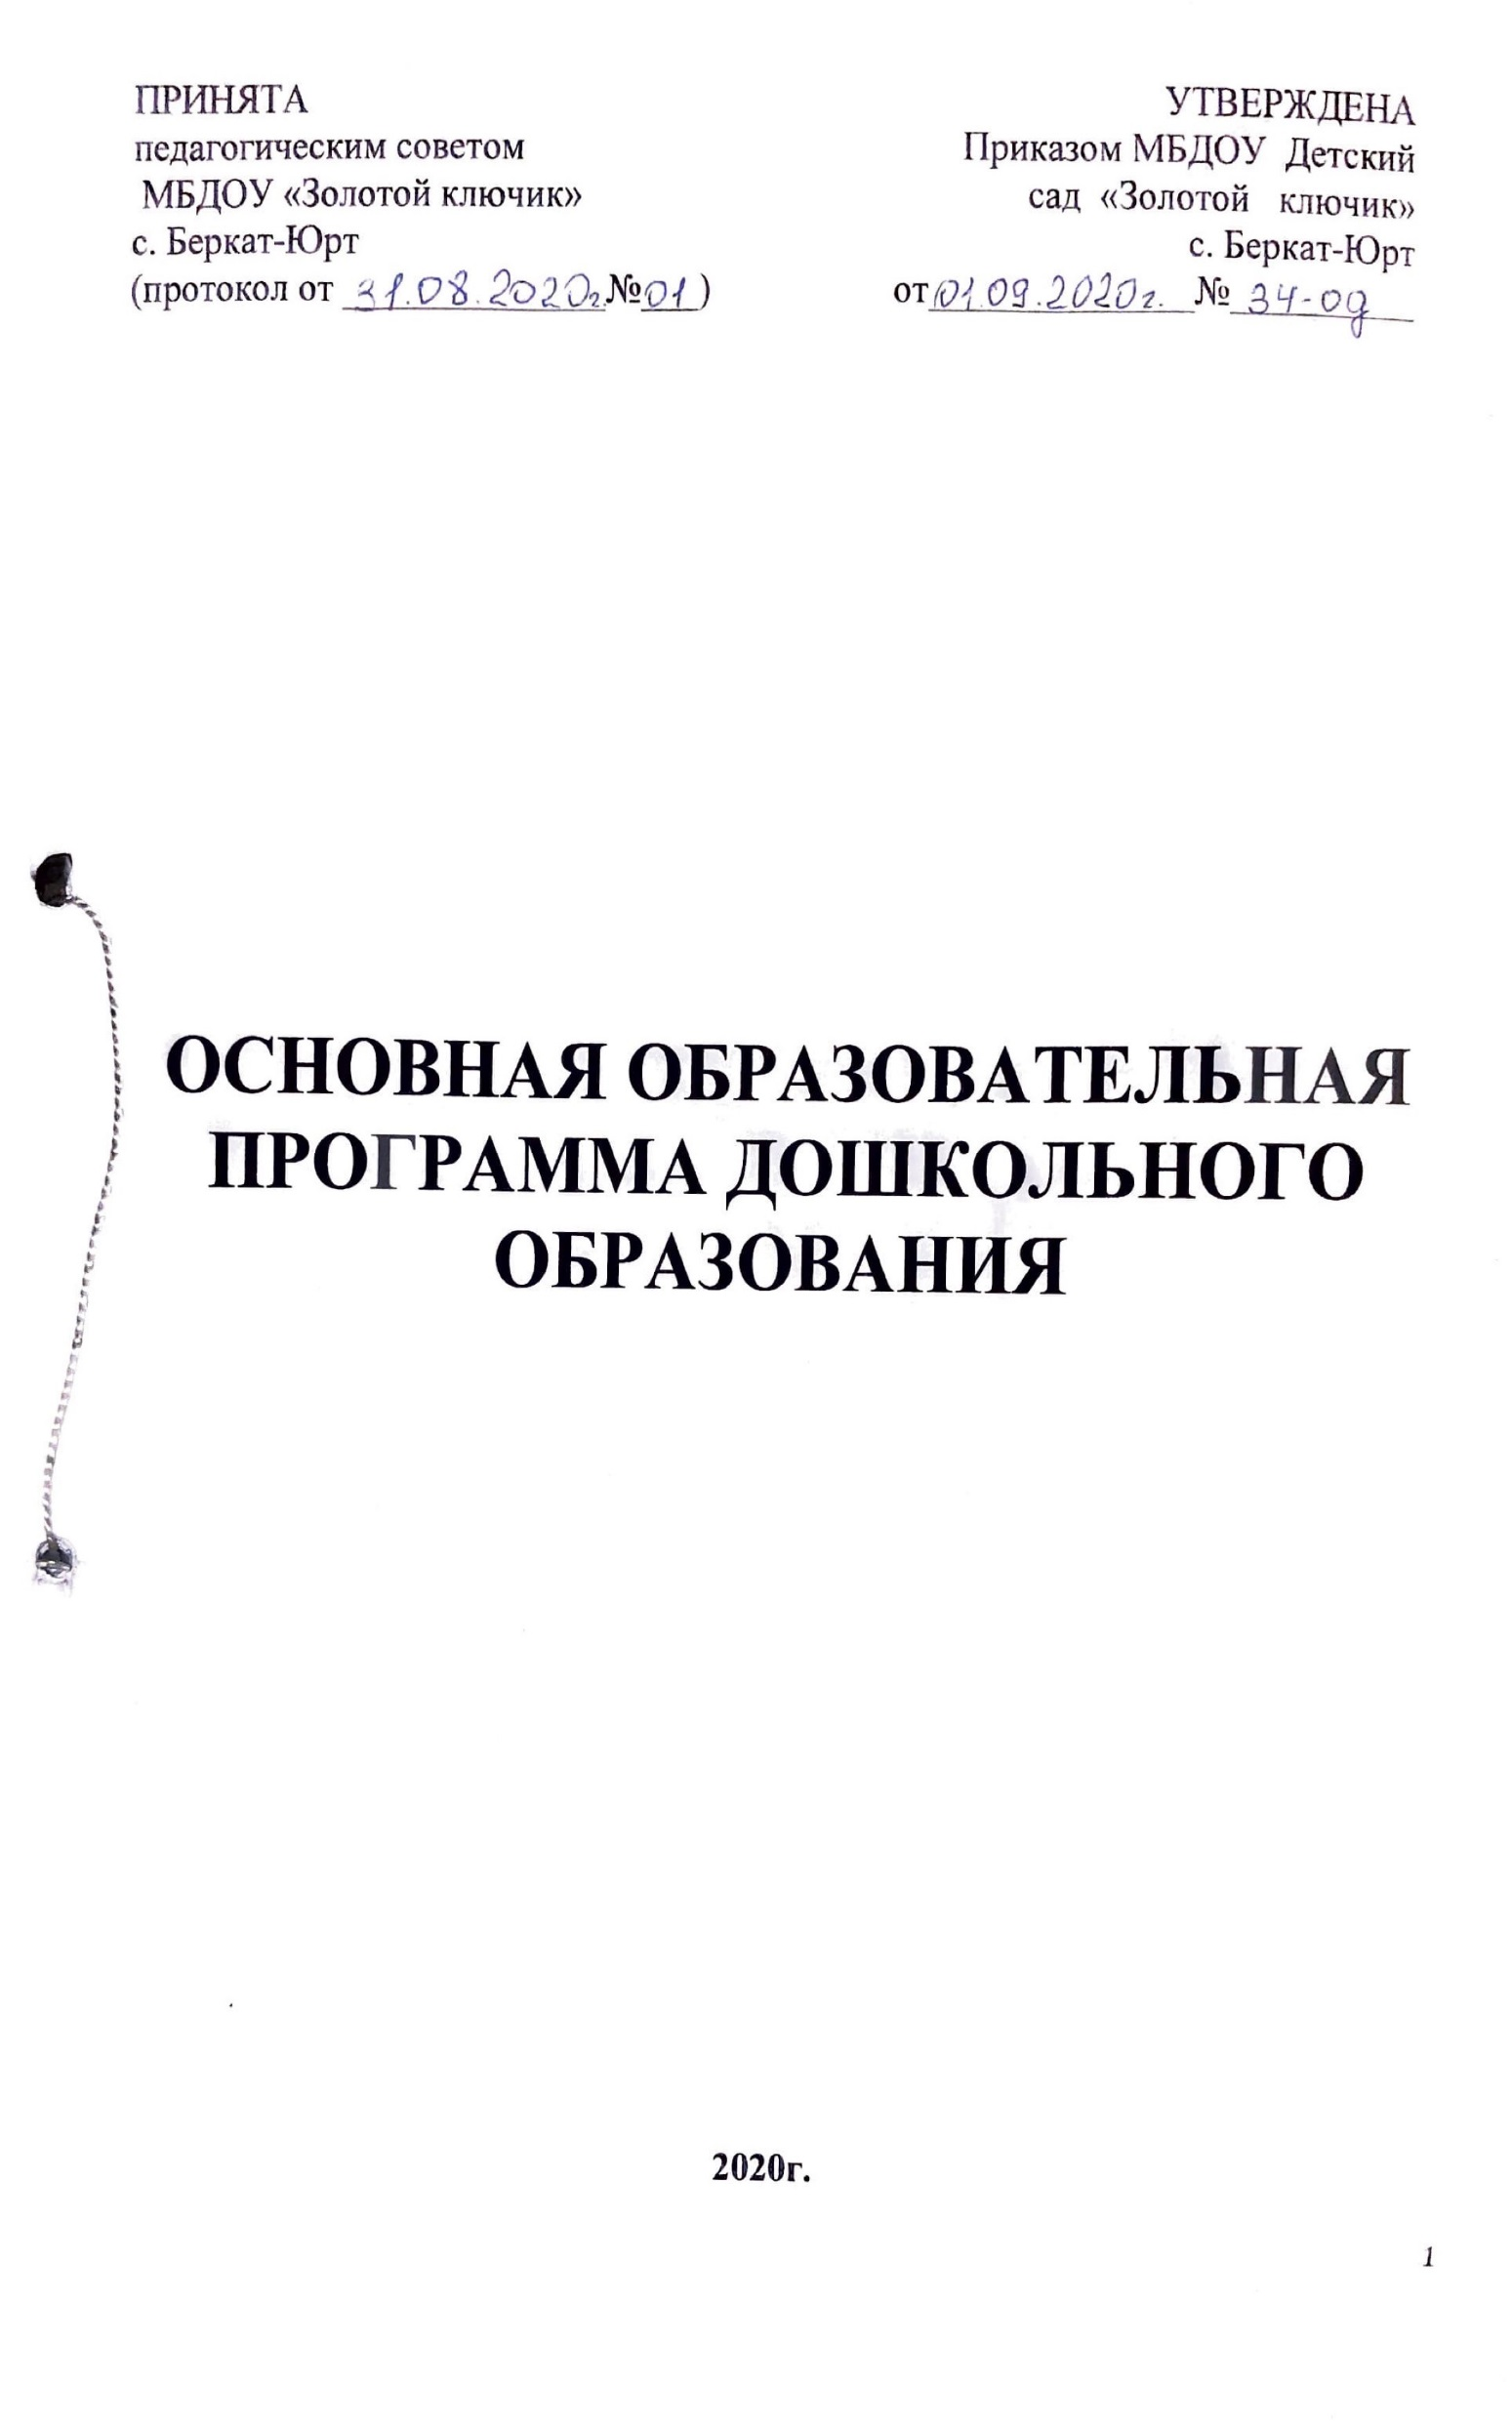 ПРИНЯТА
педагогическим советом
МБДОУ «Золотой ключик»
с. Беркат-Юрт
(протокол от 31.08.2020г.№01)
УТВЕРЖДЕНА
Приказом МБДОУ Детский
сад «Золотой ключик»
с. Беркат-Юрт
от 01.09.2020г. № 34-од
ОСНОВНАЯ ОБРАЗОВАТЕЛЬНАЯ
ПРОГРАММА ДОШКОЛЬНОГО
ОБРАЗОВАНИЯ
2020г.
1